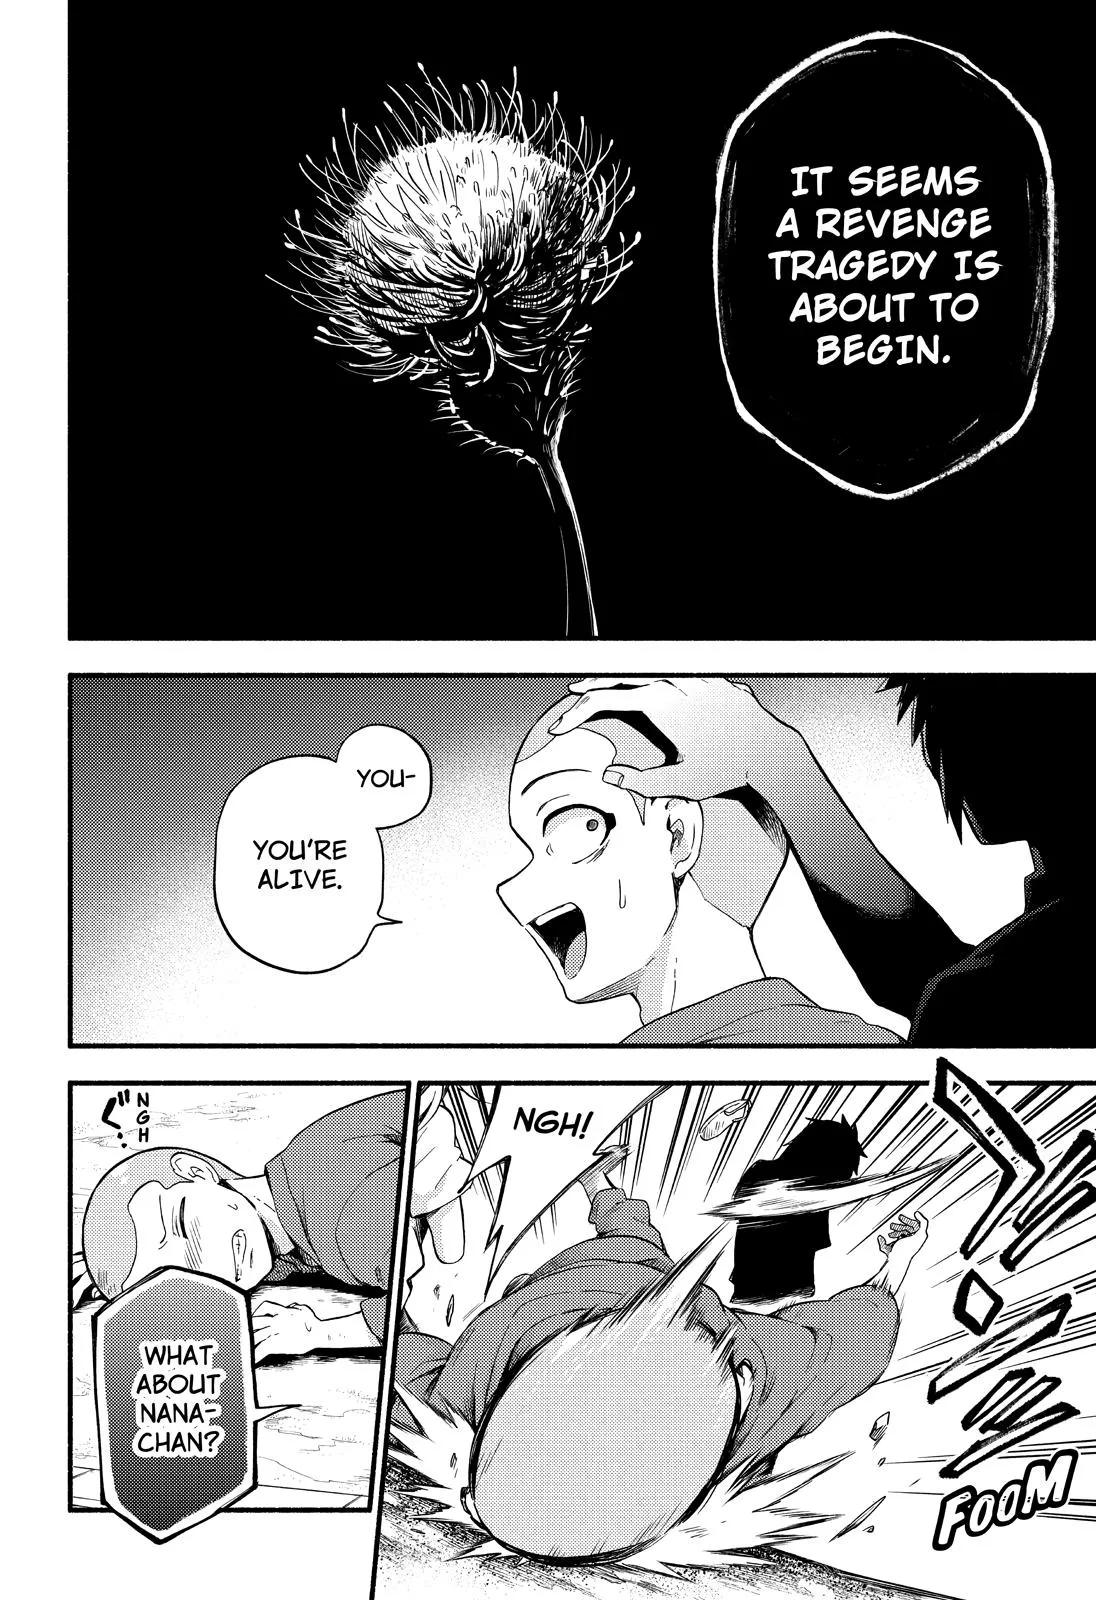 IT SEEMS
A REVENGE
TRAGEDY IS
ABOUT TO
BEGIN.
YOU-
YOU'RE
ALIVE.
NGH!
FOOM
ぐ
NGH
WHAT
ABOUT
NANA-
CHAN?